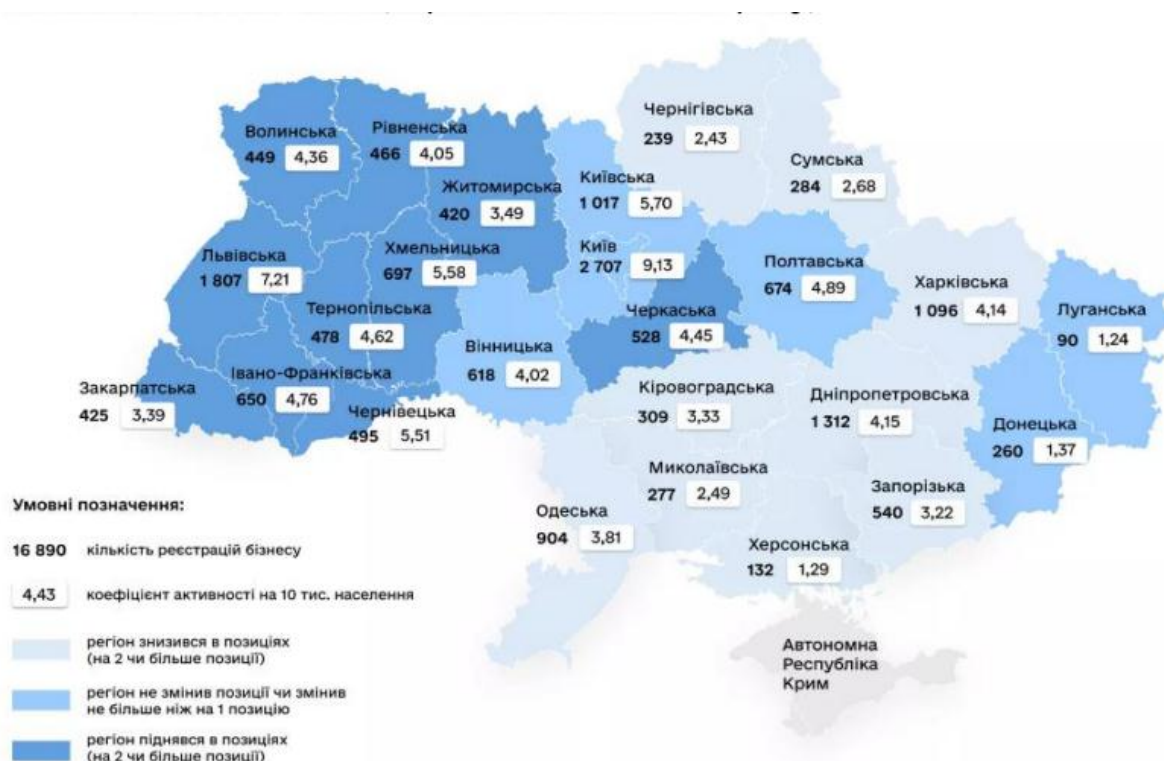 Чернігівська
239 2,43
Волинська
449 4,36
Рівненська
466 4,05
Сумська
284 2,68
Житомирська
420 3,49
Київська
1 017 5,70
Львівська
1 807 7,21
Хмельницька
697 5,58
Київ
2 707 9,13
Полтавська
674 4,89
Харківська
1 096 4,14
Луганська
90 1,24
Тернопільська
478 4,62
Черкаська
528 4,45
Вінницька
618 4,02
Закарпатська
425 3,39
Івано-Франківська
650 4,76
Чернівецька
495 5,51
Кіровоградська
309 3,33
Дніпропетровська
1 312 4,15
Донецька
260 1,37
Миколаївська
277 2,49
Запорізька
540 3,22
Одеська
904 3,81
Херсонська
132 1,29
Автономна
Республіка
Крим
Умовні позначення:
16 890 кількість реєстрацій бізнесу
4,43 коефіцієнт активності на 10 тис. населення
регіон знизився в позиціях
(на 2 чи більше позиції)
регіон не змінив позиції чи змінив
не більше ніж на 1 позицію
регіон піднявся в позиціях
(на 2 чи більше позиції)